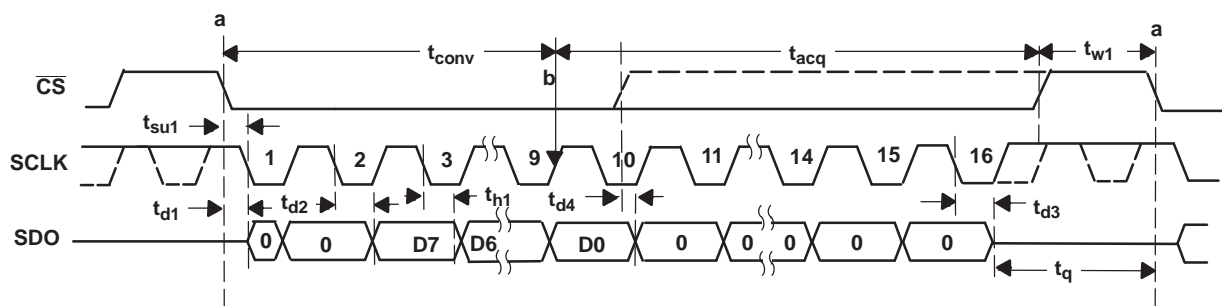 a a
t_conv t_acq t_w1
b
CS
t_su1
SCLK 1 2 3 9 10 11 14 15 16
t_d1 t_d2 t_h1 t_d4 t_d3
SDO 0 0 D7 D6 D0 0 0 0 0 0
t_q